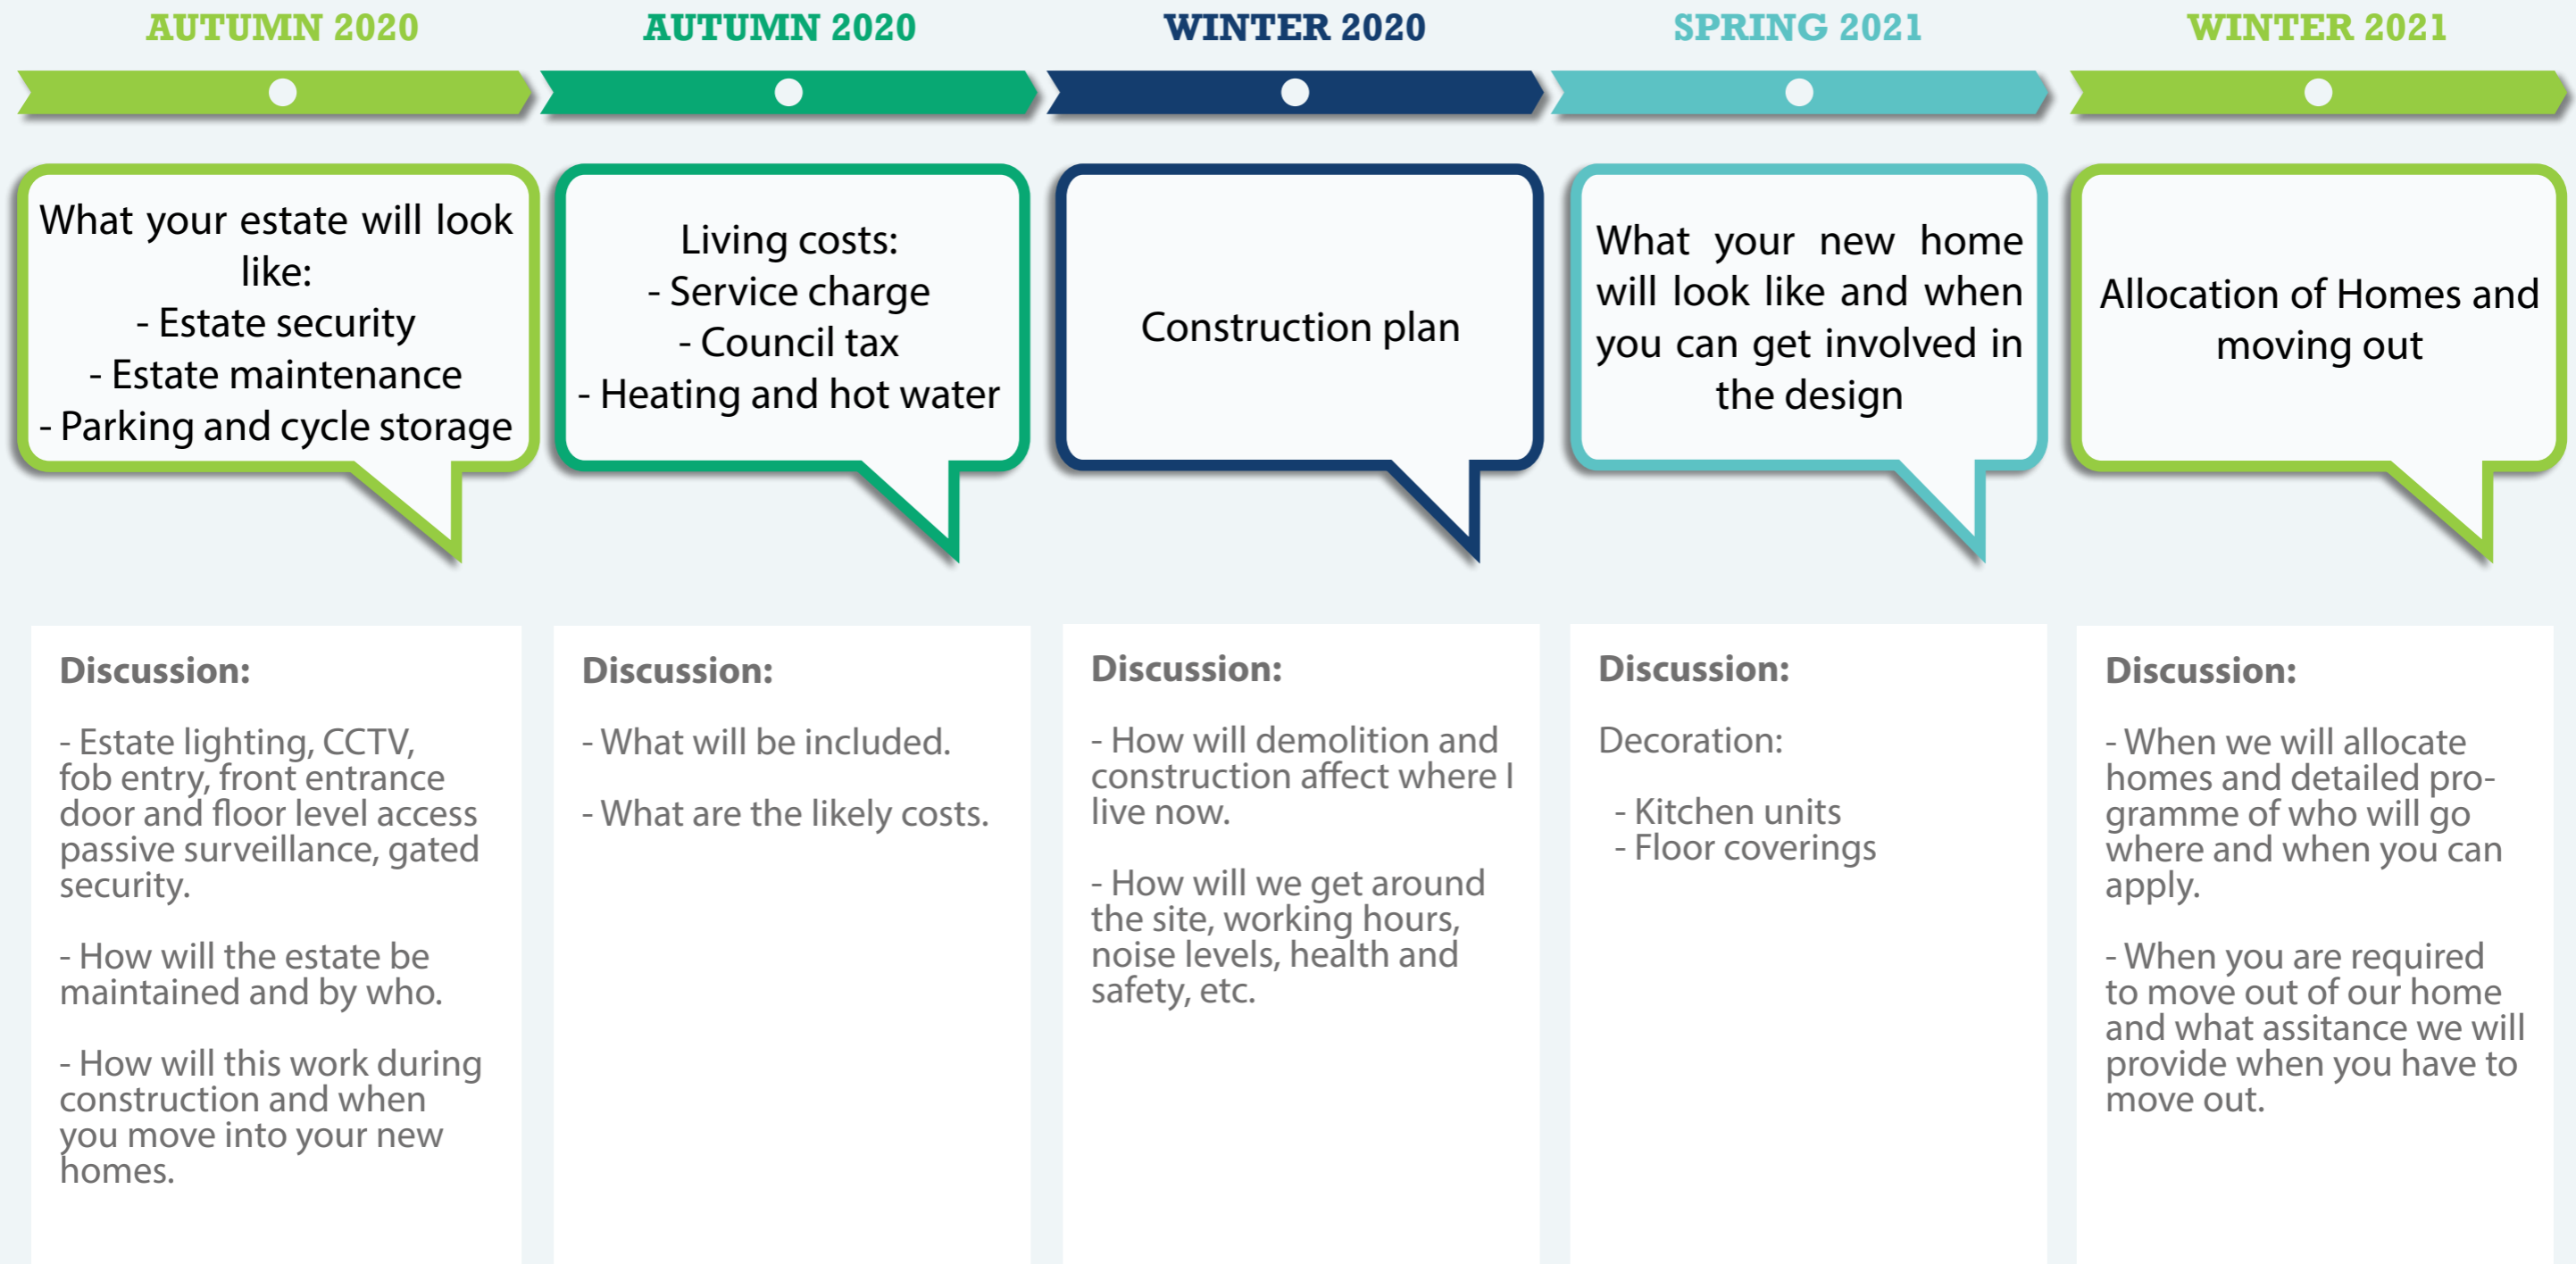 AUTUMN 2020
AUTUMN 2020
WINTER 2020
SPRING 2021
WINTER 2021
What your estate will look
like:
- Estate security
- Estate maintenance
- Parking and cycle storage
Living costs:
- Service charge
- Council tax
- Heating and hot water
Construction plan
What your new home
will look like and when
you can get involved in
the design
Allocation of Homes and
moving out
Discussion:
- Estate lighting, CCTV,
fob entry, front entrance
door and floor level access
passive surveillance, gated
security.
- How will the estate be
maintained and by who.
- How will this work during
construction and when
you move into your new
homes.
Discussion:
- What will be included.
- What are the likely costs.
Discussion:
- How will demolition and
construction affect where I
live now.
- How will we get around
the site, working hours,
noise levels, health and
safety, etc.
Discussion:
Decoration:
- Kitchen units
- Floor coverings
Discussion:
- When we will allocate
homes and detailed pro-
gramme of who will go
where and when you can
apply.
- When you are required
to move out of our home
and what assitance we will
provide when you have to
move out.